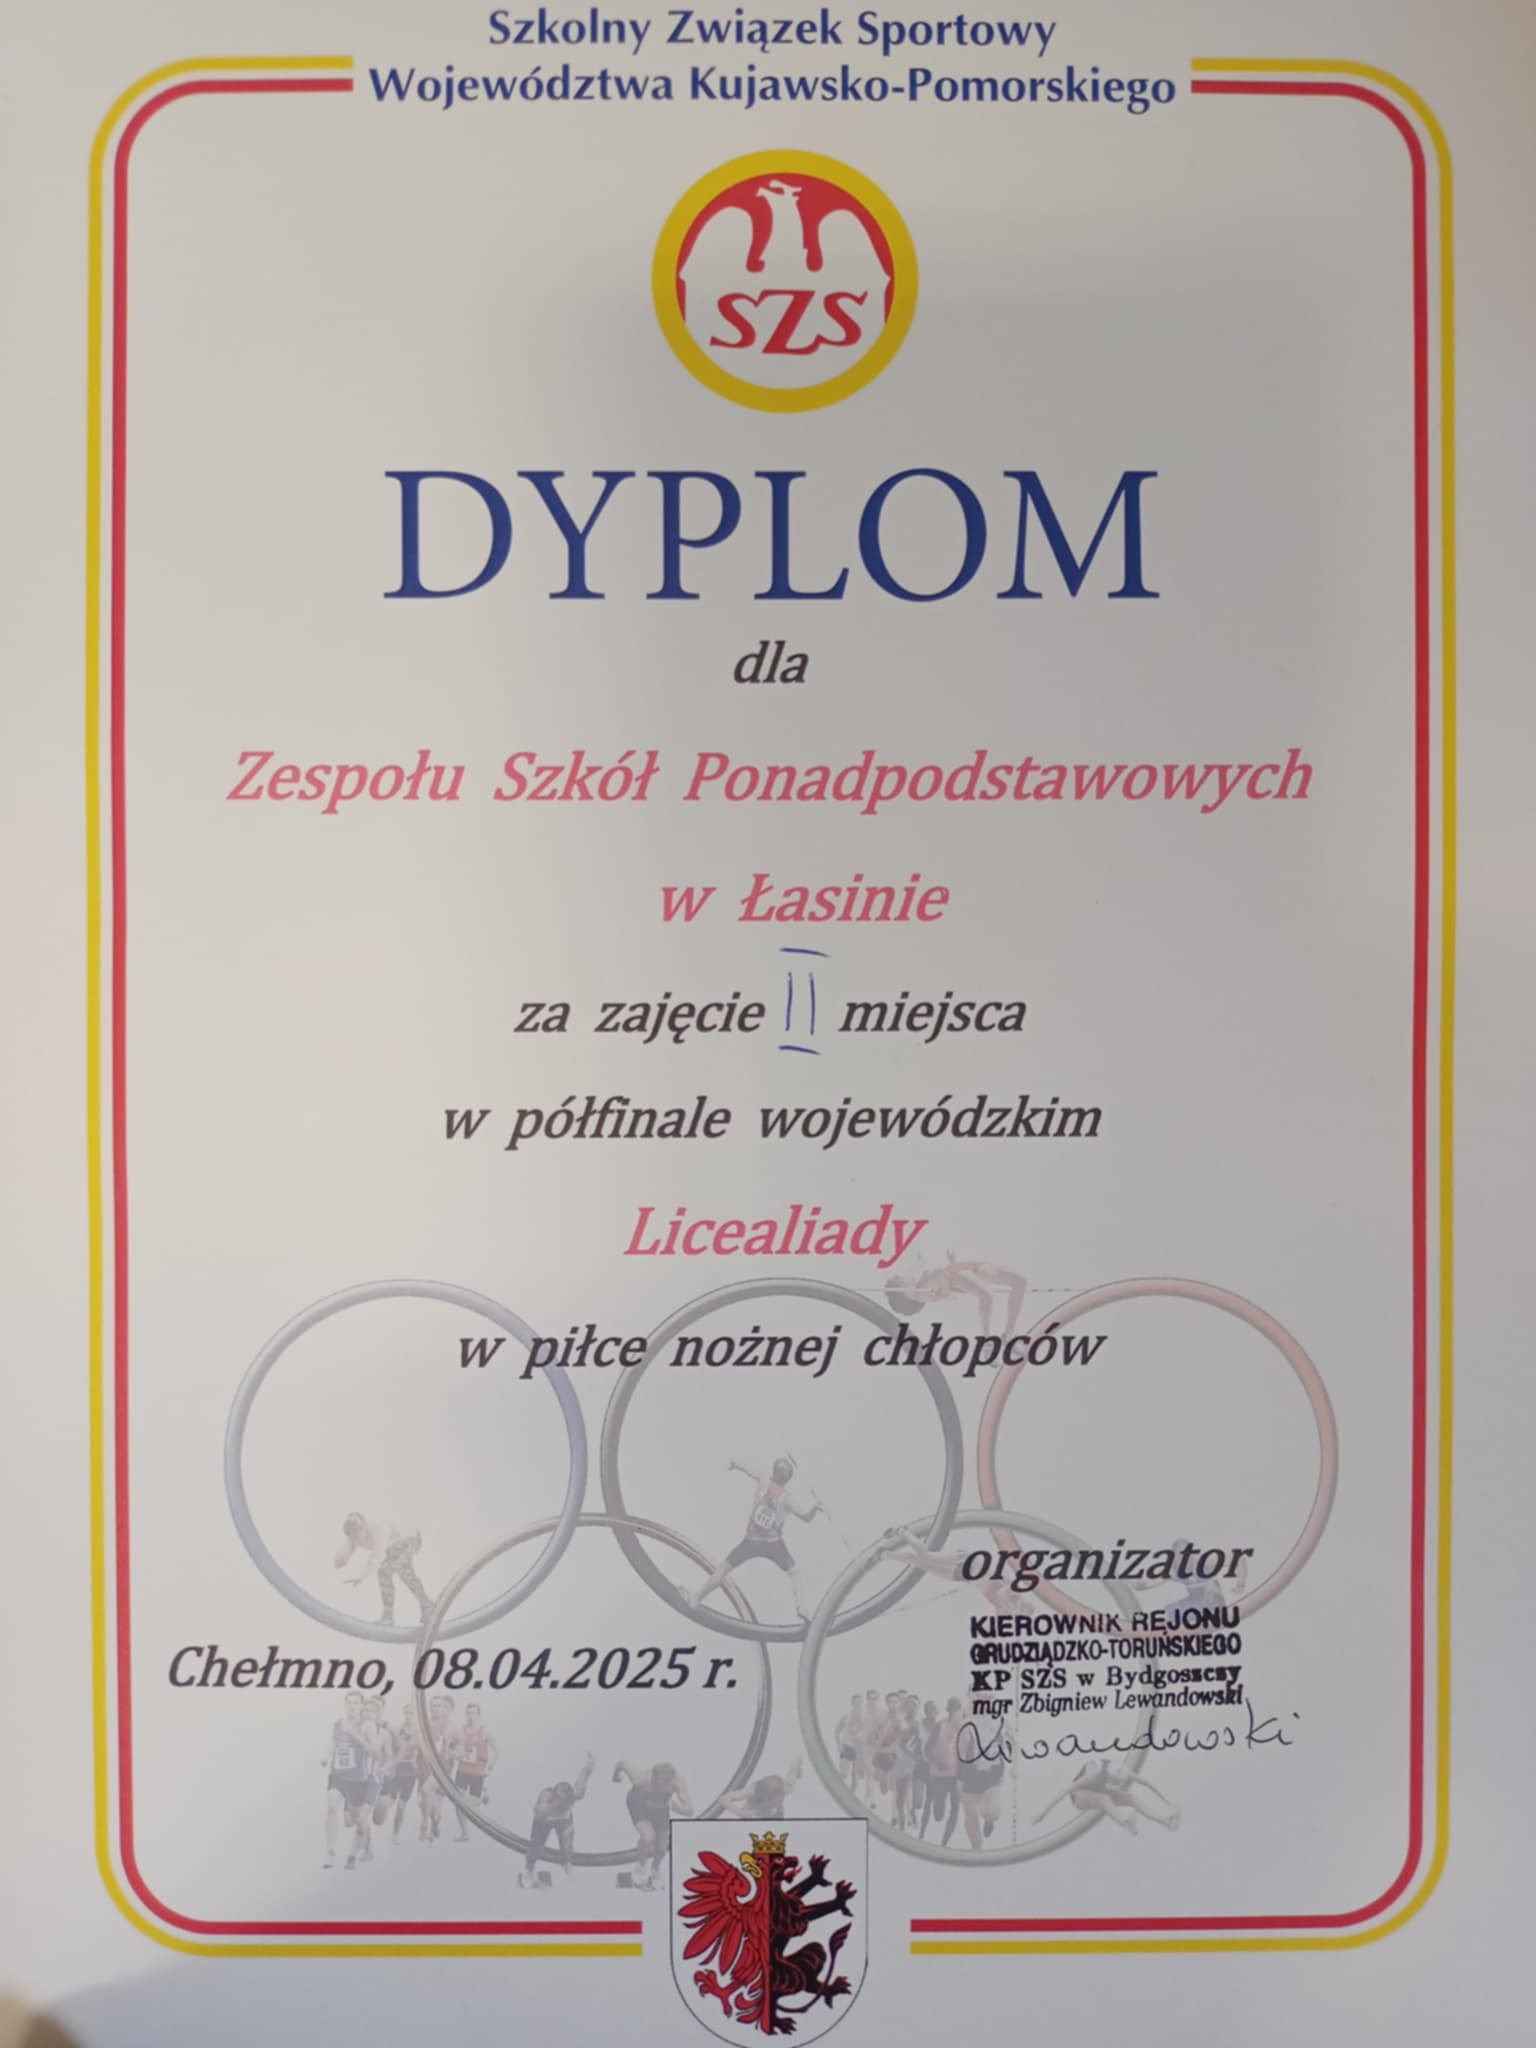 Szkolny Związek Sportowy
Województwa Kujawsko-Pomorskiego
SZS
DYPLOM
dla
Zespołu Szkół Ponadpodstawowych
w Łasinie
za zajęcie II miejsca
w półfinale wojewódzkim
Licealiady
w piłce nożnej chłopców
organizator
KIEROWNIK REJONU
GRUDZIĄDZKO-TORUŃSKIEGO
KP SZS w Bydgoszczy
mgr Zbigniew Lewandowski
Lewandowski
Chełmno, 08.04.2025 r.